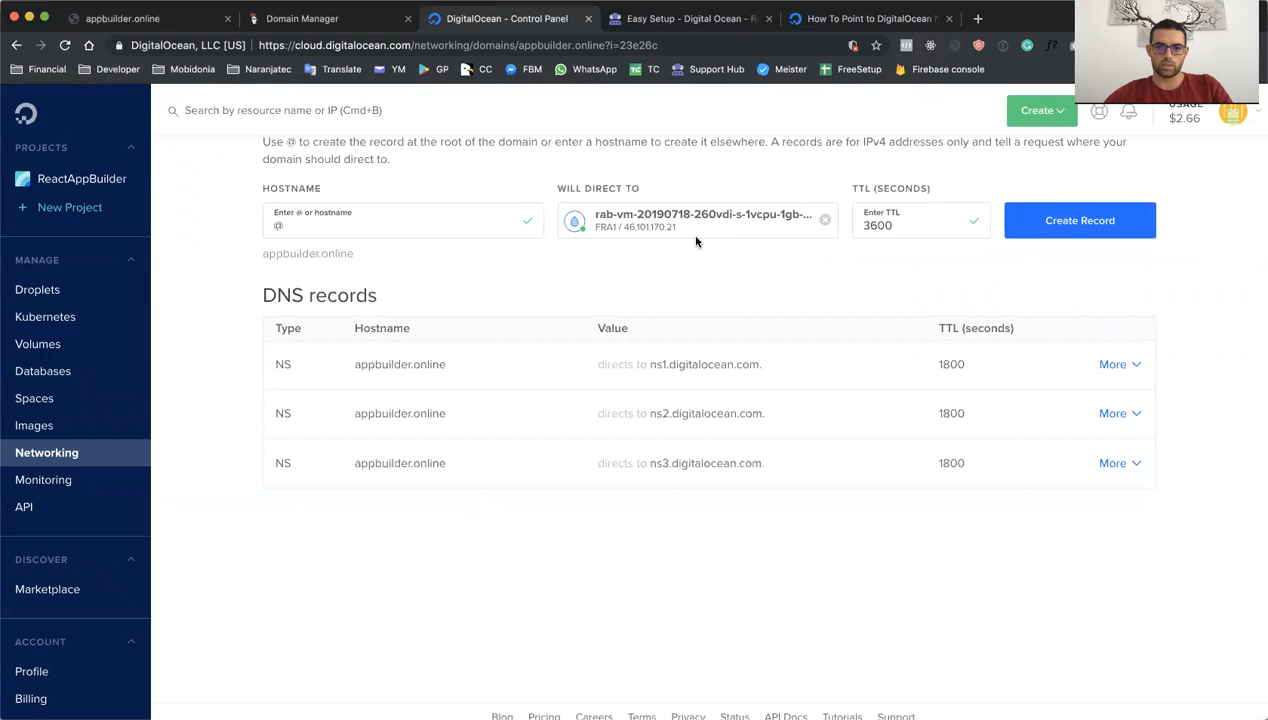 appbuilder.online
Domain Manager
DigitalOcean - Control Panel
Easy Setup - Digital Ocean - R
How To Point to DigitalOcean
DigitalOcean, LLC [US]
https://cloud.digitalocean.com/networking/domains/appbuilder.online?i=23e26c
Financial
Developer
Mobidonia
Naranjatec
Translate
YM
GP
CC
FBM
WhatsApp
TC
Support Hub
Meister
FreeSetup
Firebase console
Search by resource name or IP (Cmd+B)
Create
USAGE
$2.66
PROJECTS
ReactAppBuilder
+ New Project
MANAGE
Droplets
Kubernetes
Volumes
Databases
Spaces
Images
Networking
Monitoring
API
DISCOVER
Marketplace
ACCOUNT
Profile
Billing
Use @ to create the record at the root of the domain or enter a hostname to create it elsewhere. A records are for IPv4 addresses only and tell a request where your
domain should direct to.
HOSTNAME
WILL DIRECT TO
TTL (SECONDS)
Enter @ or hostname
@
rab-vm-20190718-260vdi-s-1vcpu-1gb-...
FRA1 / 46.101.170.21
Enter TTL
3600
Create Record
appbuilder.online
DNS records
Type Hostname Value TTL (seconds)
NS appbuilder.online directs to ns1.digitalocean.com. 1800 More
NS appbuilder.online directs to ns2.digitalocean.com. 1800 More
NS appbuilder.online directs to ns3.digitalocean.com. 1800 More
Blog Pricing Careers Terms Privacy Status API Docs Tutorials Support